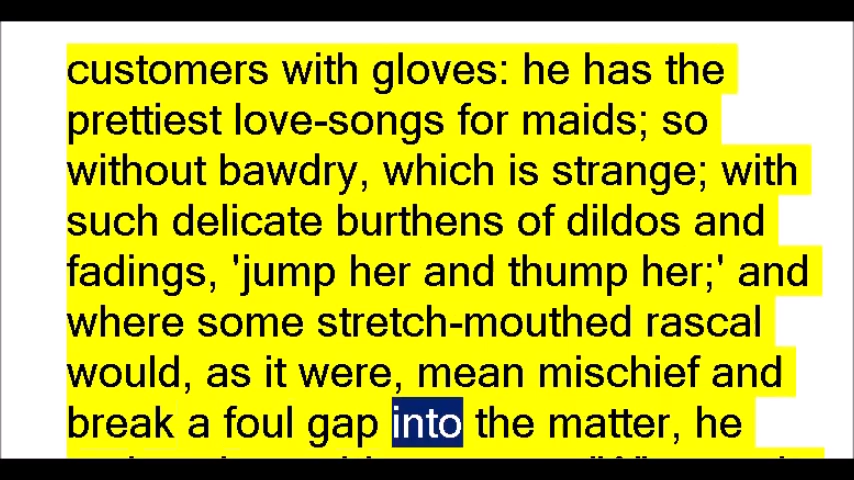 customers with gloves: he has the
prettiest love-songs for maids; so
without bawdry, which is strange; with
such delicate burthens of dildos and
fadings, 'jump her and thump her;' and
where some stretch-mouthed rascal
would, as it were, mean mischief and
break a foul gap into the matter, he